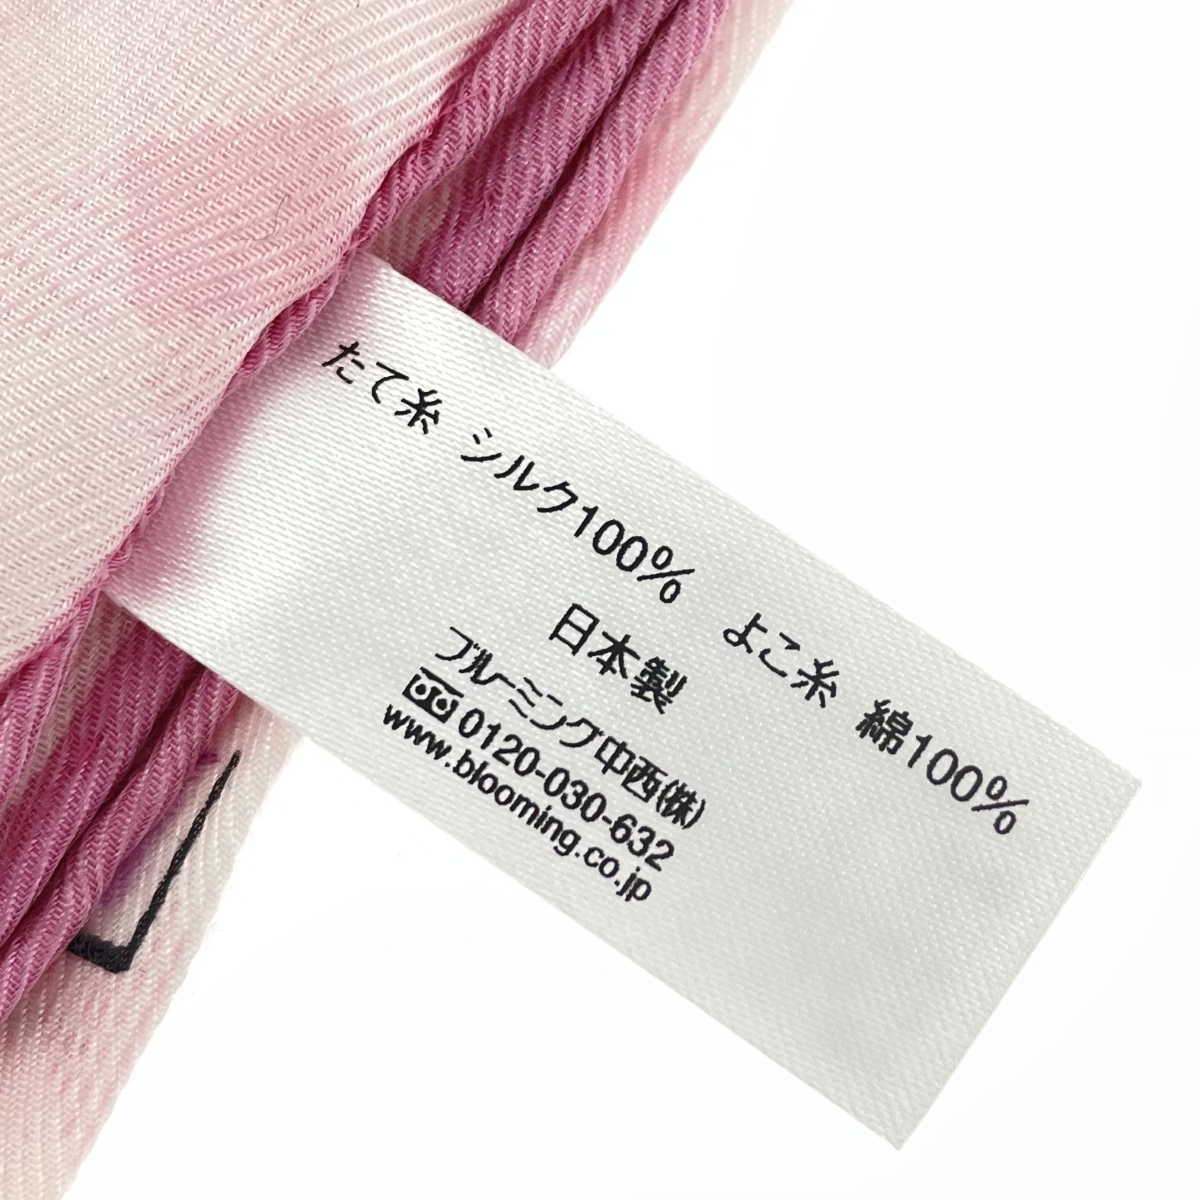 たて糸 シルク100% よこ糸 綿100%
日本製
ブルーミング中西(株)
0120-030-632
www.blooming.co.jp